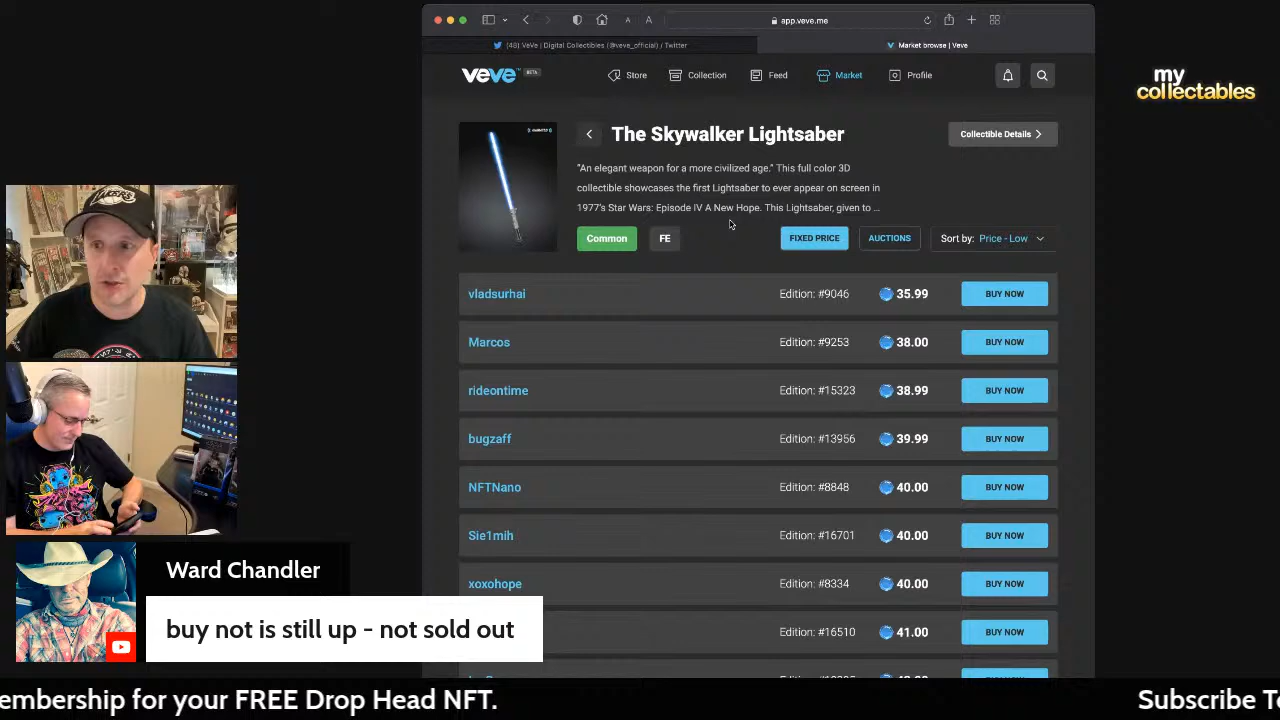 app.veve.me
(48) VeVe | Digital Collectibles (@veve_official) / Twitter
Market browse | Veve
veve BETA
Store
Collection
Feed
Market
Profile
my
collectables
The Skywalker Lightsaber
Collectible Details
"An elegant weapon for a more civilized age." This full color 3D
collectible showcases the first Lightsaber to ever appear on screen in
1977's Star Wars: Episode IV A New Hope. This Lightsaber, given to ...
Common
FE
FIXED PRICE
AUCTIONS
Sort by: Price - Low
vladsurhai Edition: #9046 35.99 BUY NOW
Marcos Edition: #9253 38.00 BUY NOW
rideontime Edition: #15323 38.99 BUY NOW
bugzaff Edition: #13956 39.99 BUY NOW
NFTNano Edition: #8848 40.00 BUY NOW
Sie1mih Edition: #16701 40.00 BUY NOW
xoxohope Edition: #8334 40.00 BUY NOW
Edition: #16510 41.00 BUY NOW
Ward Chandler
buy not is still up - not sold out
embership for your FREE Drop Head NFT.
Subscribe To